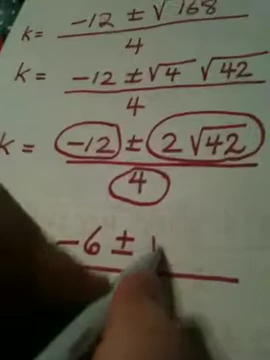 k = -12 ± √168
4
k = -12 ± √4 √42
4
k = -12 ± 2 √42
4
-6 ±